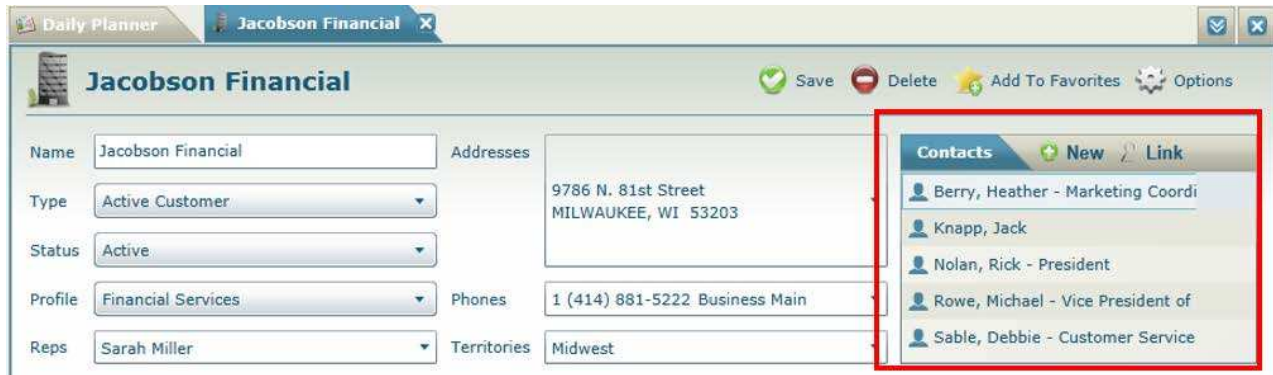 Daily Planner
Jacobson Financial
Jacobson Financial
Save
Delete
Add To Favorites
Options
Name
Jacobson Financial
Type
Active Customer
Status
Active
Profile
Financial Services
Reps
Sarah Miller
Addresses
9786 N. 81st Street
MILWAUKEE, WI 53203
Phones
1 (414) 881-5222 Business Main
Territories
Midwest
Contacts
New
Link
Berry, Heather - Marketing Coordi
Knapp, Jack
Nolan, Rick - President
Rowe, Michael - Vice President of
Sable, Debbie - Customer Service